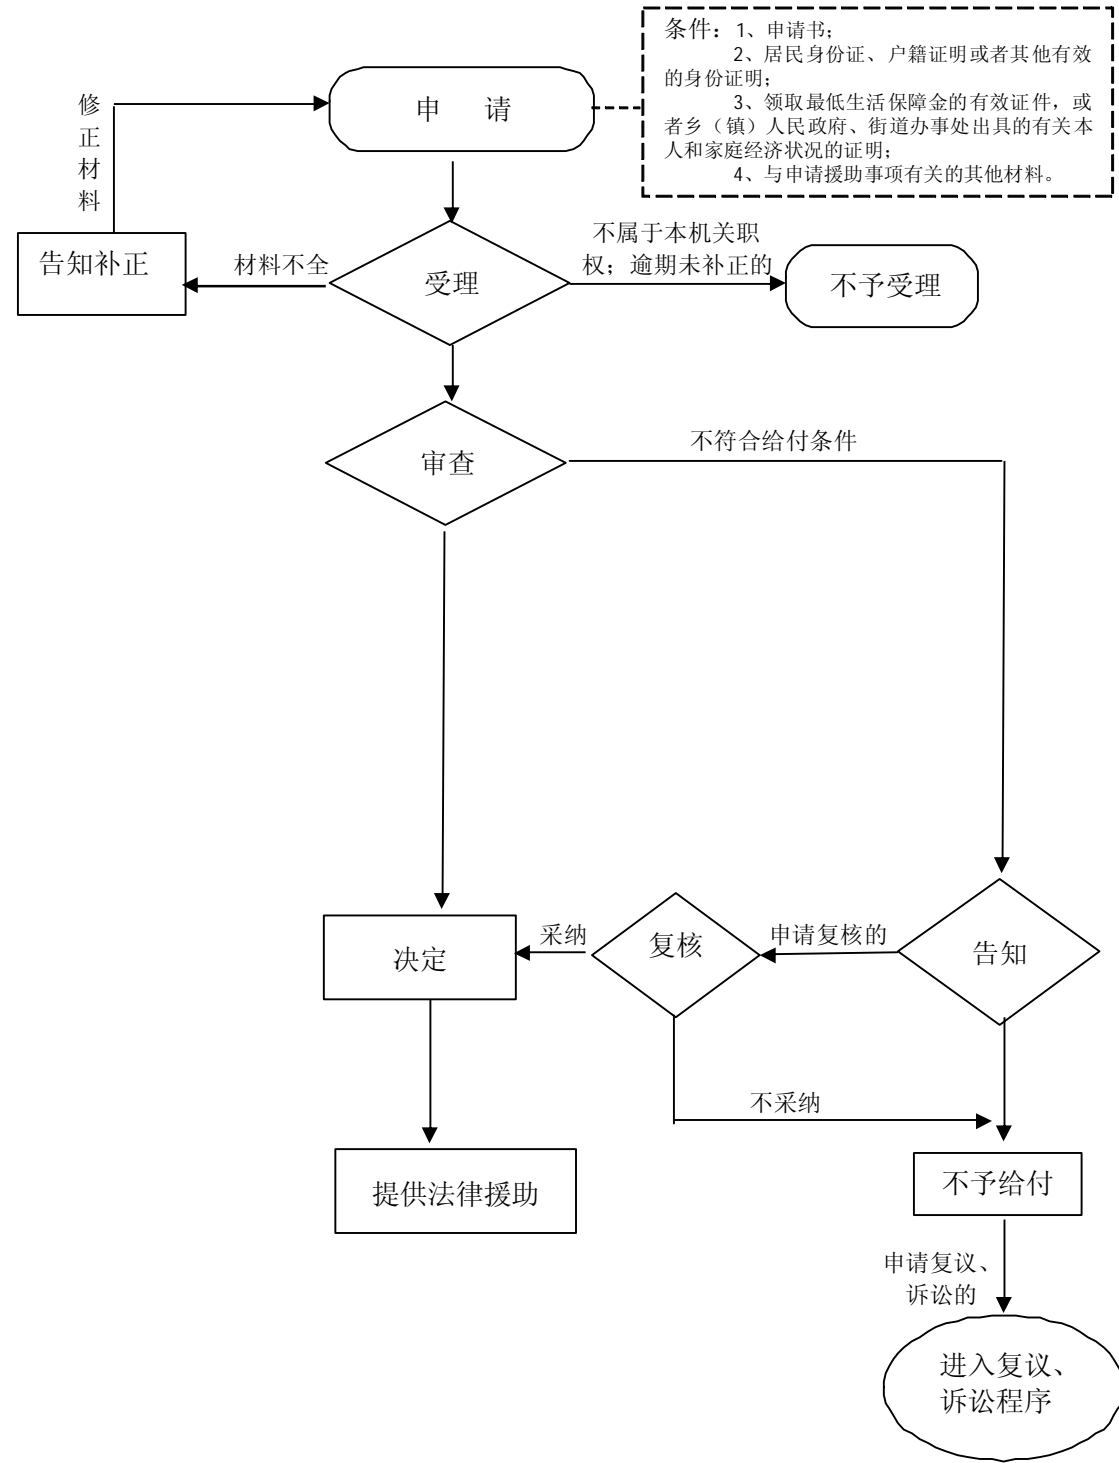 条件：1、申请书；
2、居民身份证、户籍证明或者其他有效
的身份证明；
3、领取最低生活保障金的有效证件，或
者乡（镇）人民政府、街道办事处出具的有关本
人和家庭经济状况的证明；
4、与申请援助事项有关的其他材料。
申 请
修
正
材
料
告知补正
材料不全
受理
不属于本机关职
权；逾期未补正的
不予受理
审查
不符合给付条件
决定
采纳
复核
申请复核的
告知
不采纳
提供法律援助
不予给付
申请复议、
诉讼的
进入复议、
诉讼程序